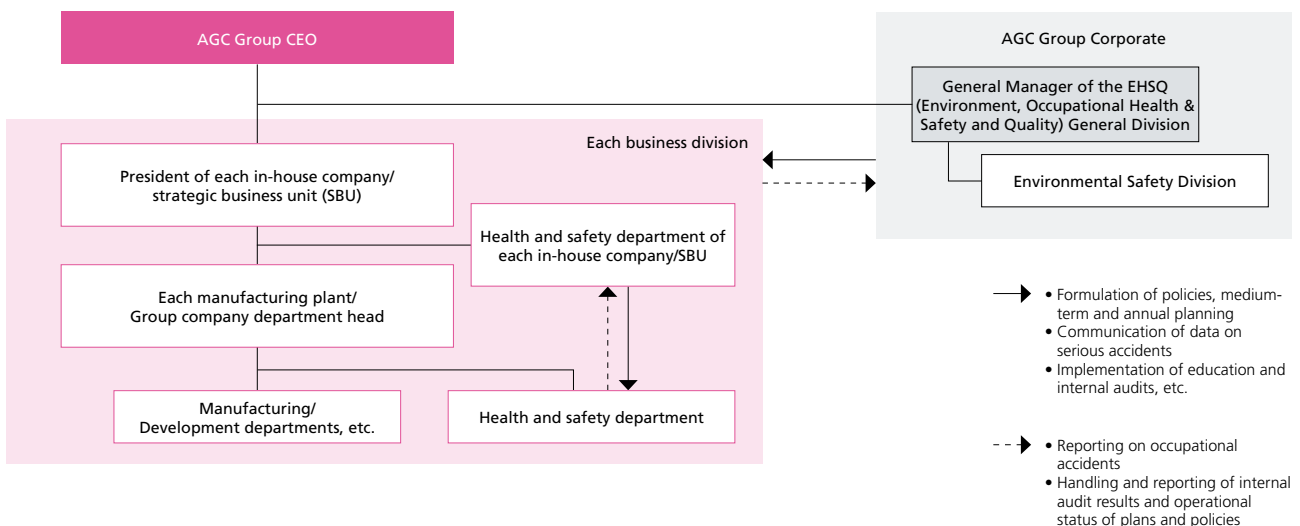 AGC Group CEO
AGC Group Corporate
General Manager of the EHSQ
(Environment, Occupational Health &
Safety and Quality) General Division
Environmental Safety Division
Each business division
President of each in-house company/
strategic business unit (SBU)
Health and safety department of
each in-house company/SBU
Each manufacturing plant/
Group company department head
Manufacturing/
Development departments, etc.
Health and safety department
• Formulation of policies, medium-
term and annual planning
• Communication of data on
serious accidents
• Implementation of education and
internal audits, etc.
• Reporting on occupational
accidents
• Handling and reporting of internal
audit results and operational
status of plans and policies